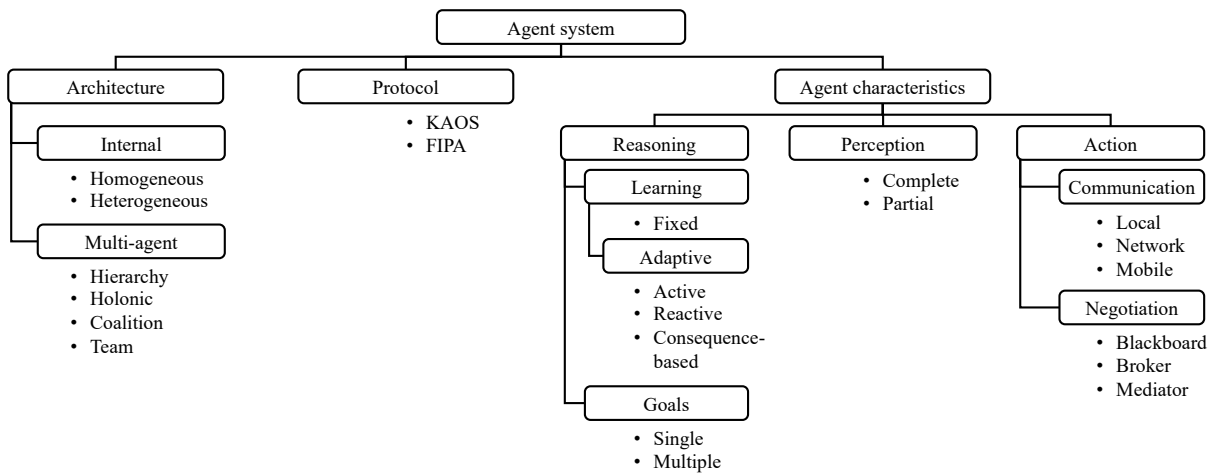 Agent system
Architecture
Protocol
Agent characteristics
Internal
• Homogeneous
• Heterogeneous
Multi-agent
• Hierarchy
• Holonic
• Coalition
• Team
• KAOS
• FIPA
Reasoning
Learning
• Fixed
Adaptive
• Active
• Reactive
• Consequence-
based
Goals
• Single
• Multiple
Perception
• Complete
• Partial
Action
Communication
• Local
• Network
• Mobile
Negotiation
• Blackboard
• Broker
• Mediator